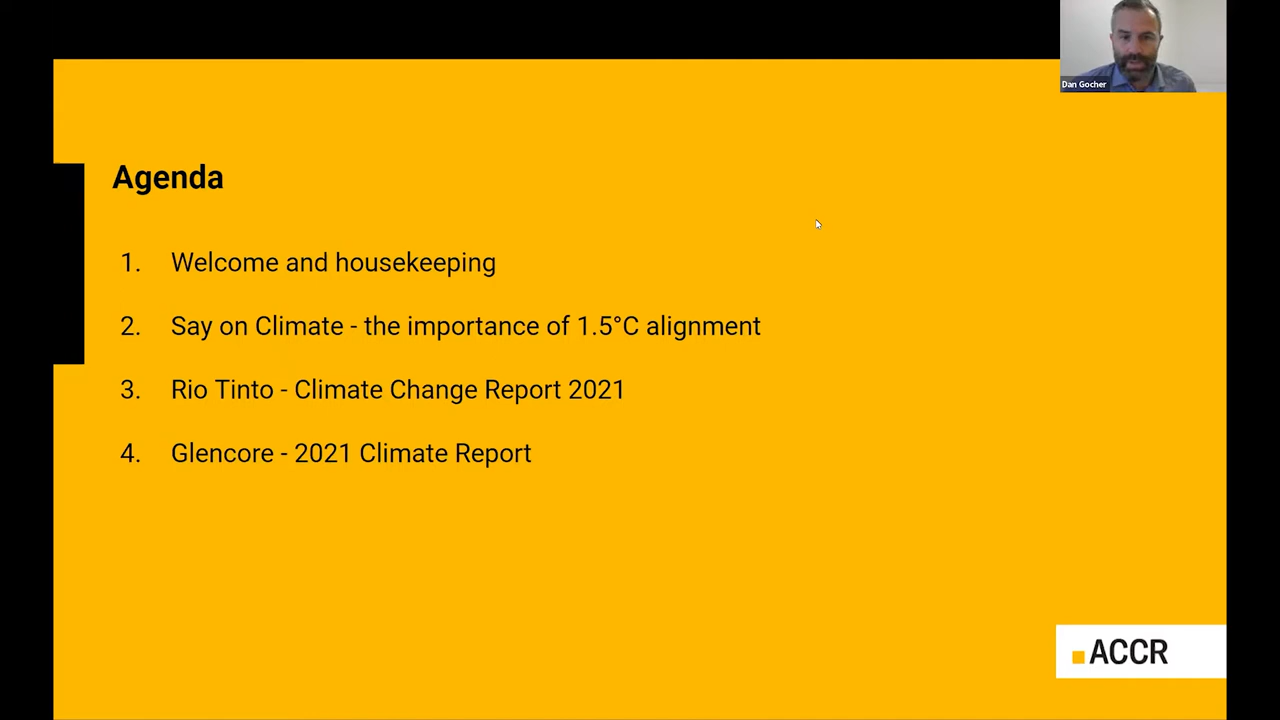 Dan Gocher
Agenda
1. Welcome and housekeeping
2. Say on Climate - the importance of 1.5°C alignment
3. Rio Tinto - Climate Change Report 2021
4. Glencore - 2021 Climate Report
ACCR